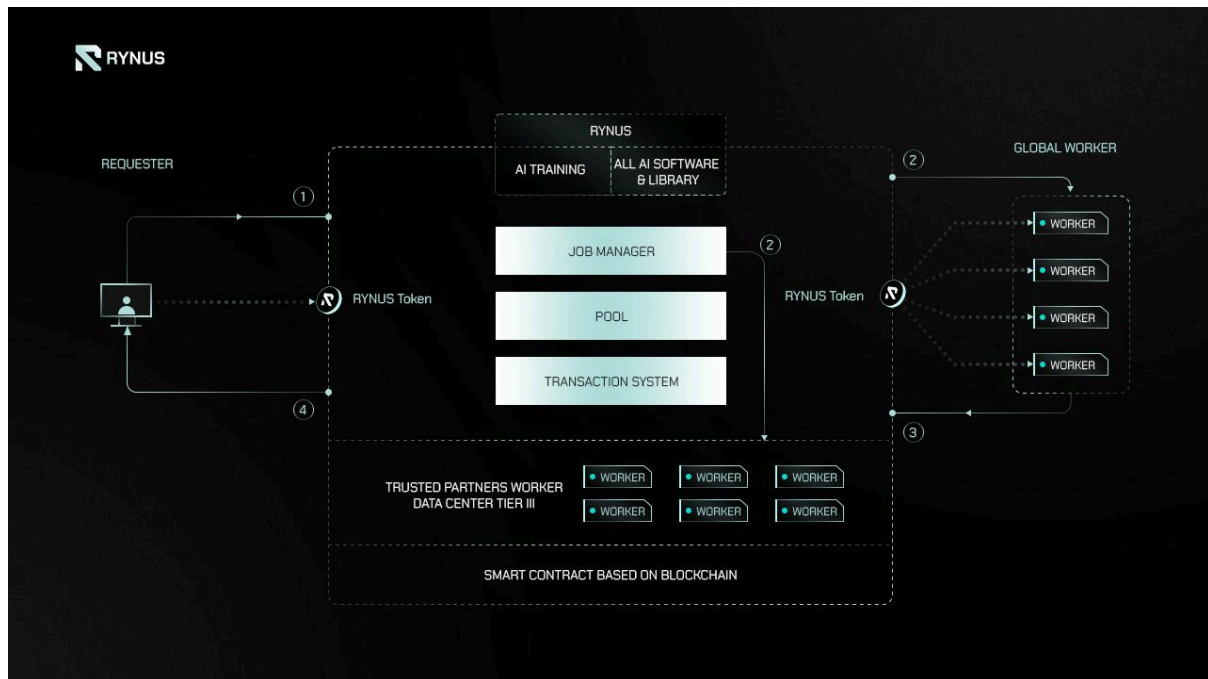 RYNUS
RYNUS
REQUESTER
AI TRAINING
ALL AI SOFTWARE
& LIBRARY
2
GLOBAL WORKER
1
WORKER
JOB MANAGER
2
WORKER
RYNUS Token
RYNUS Token
POOL
WORKER
TRANSACTION SYSTEM
WORKER
4
3
TRUSTED PARTNERS WORKER
DATA CENTER TIER III
WORKER
WORKER
WORKER
WORKER
WORKER
WORKER
SMART CONTRACT BASED ON BLOCKCHAIN